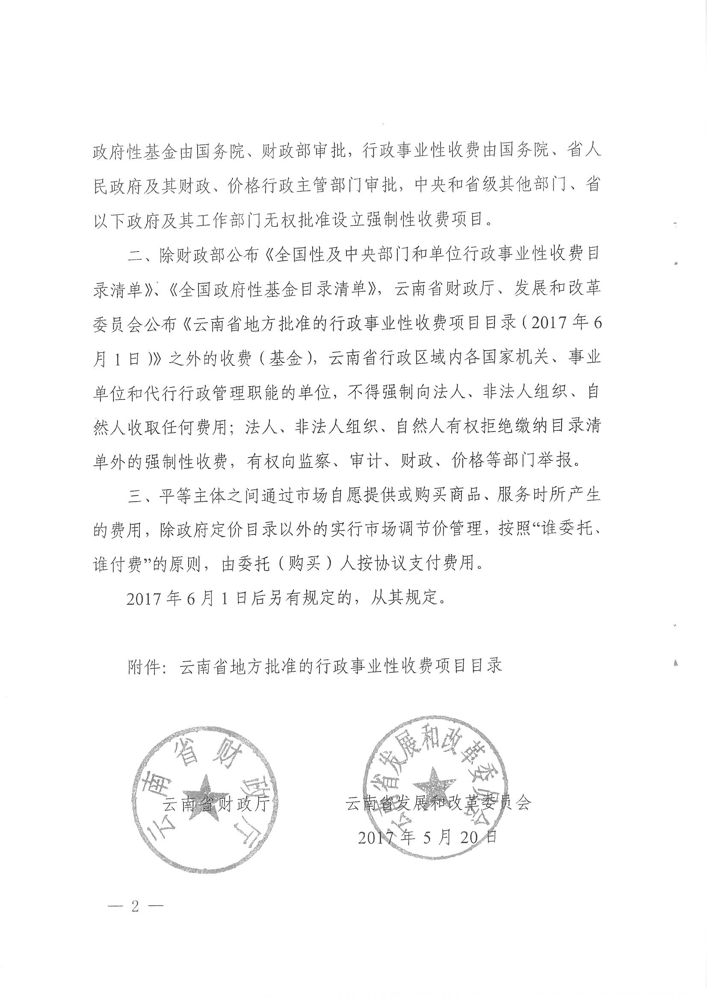 政府性基金由国务院、财政部审批，行政事业性收费由国务院、省人
民政府及其财政、价格行政主管部门审批，中央和省级其他部门、省
以下政府及其工作部门无权批准设立强制性收费项目。
二、除财政部公布《全国性及中央部门和单位行政事业性收费目
录清单》、《全国政府性基金目录清单》，云南省财政厅、发展和改革
委员会公布《云南省地方批准的行政事业性收费项目目录（2017 年 6
月 1 日）》之外的收费（基金），云南省行政区域内各国家机关、事业
单位和代行行政管理职能的单位，不得强制向法人、非法人组织、自
然人收取任何费用；法人、非法人组织、自然人有权拒绝缴纳目录清
单外的强制性收费，有权向监察、审计、财政、价格等部门举报。
三、平等主体之间通过市场自愿提供或购买商品、服务时所产生
的费用，除政府定价目录以外的实行市场调节价管理，按照“谁委托、
谁付费”的原则，由委托（购买）人按协议支付费用。
2017 年 6 月 1 日后另有规定的，从其规定。
附件：云南省地方批准的行政事业性收费项目目录
云南省财政厅
云南省发展和改革委员会
云南省财政厅 云南省发展和改革委员会
2017 年 5 月 20 日
— 2 —